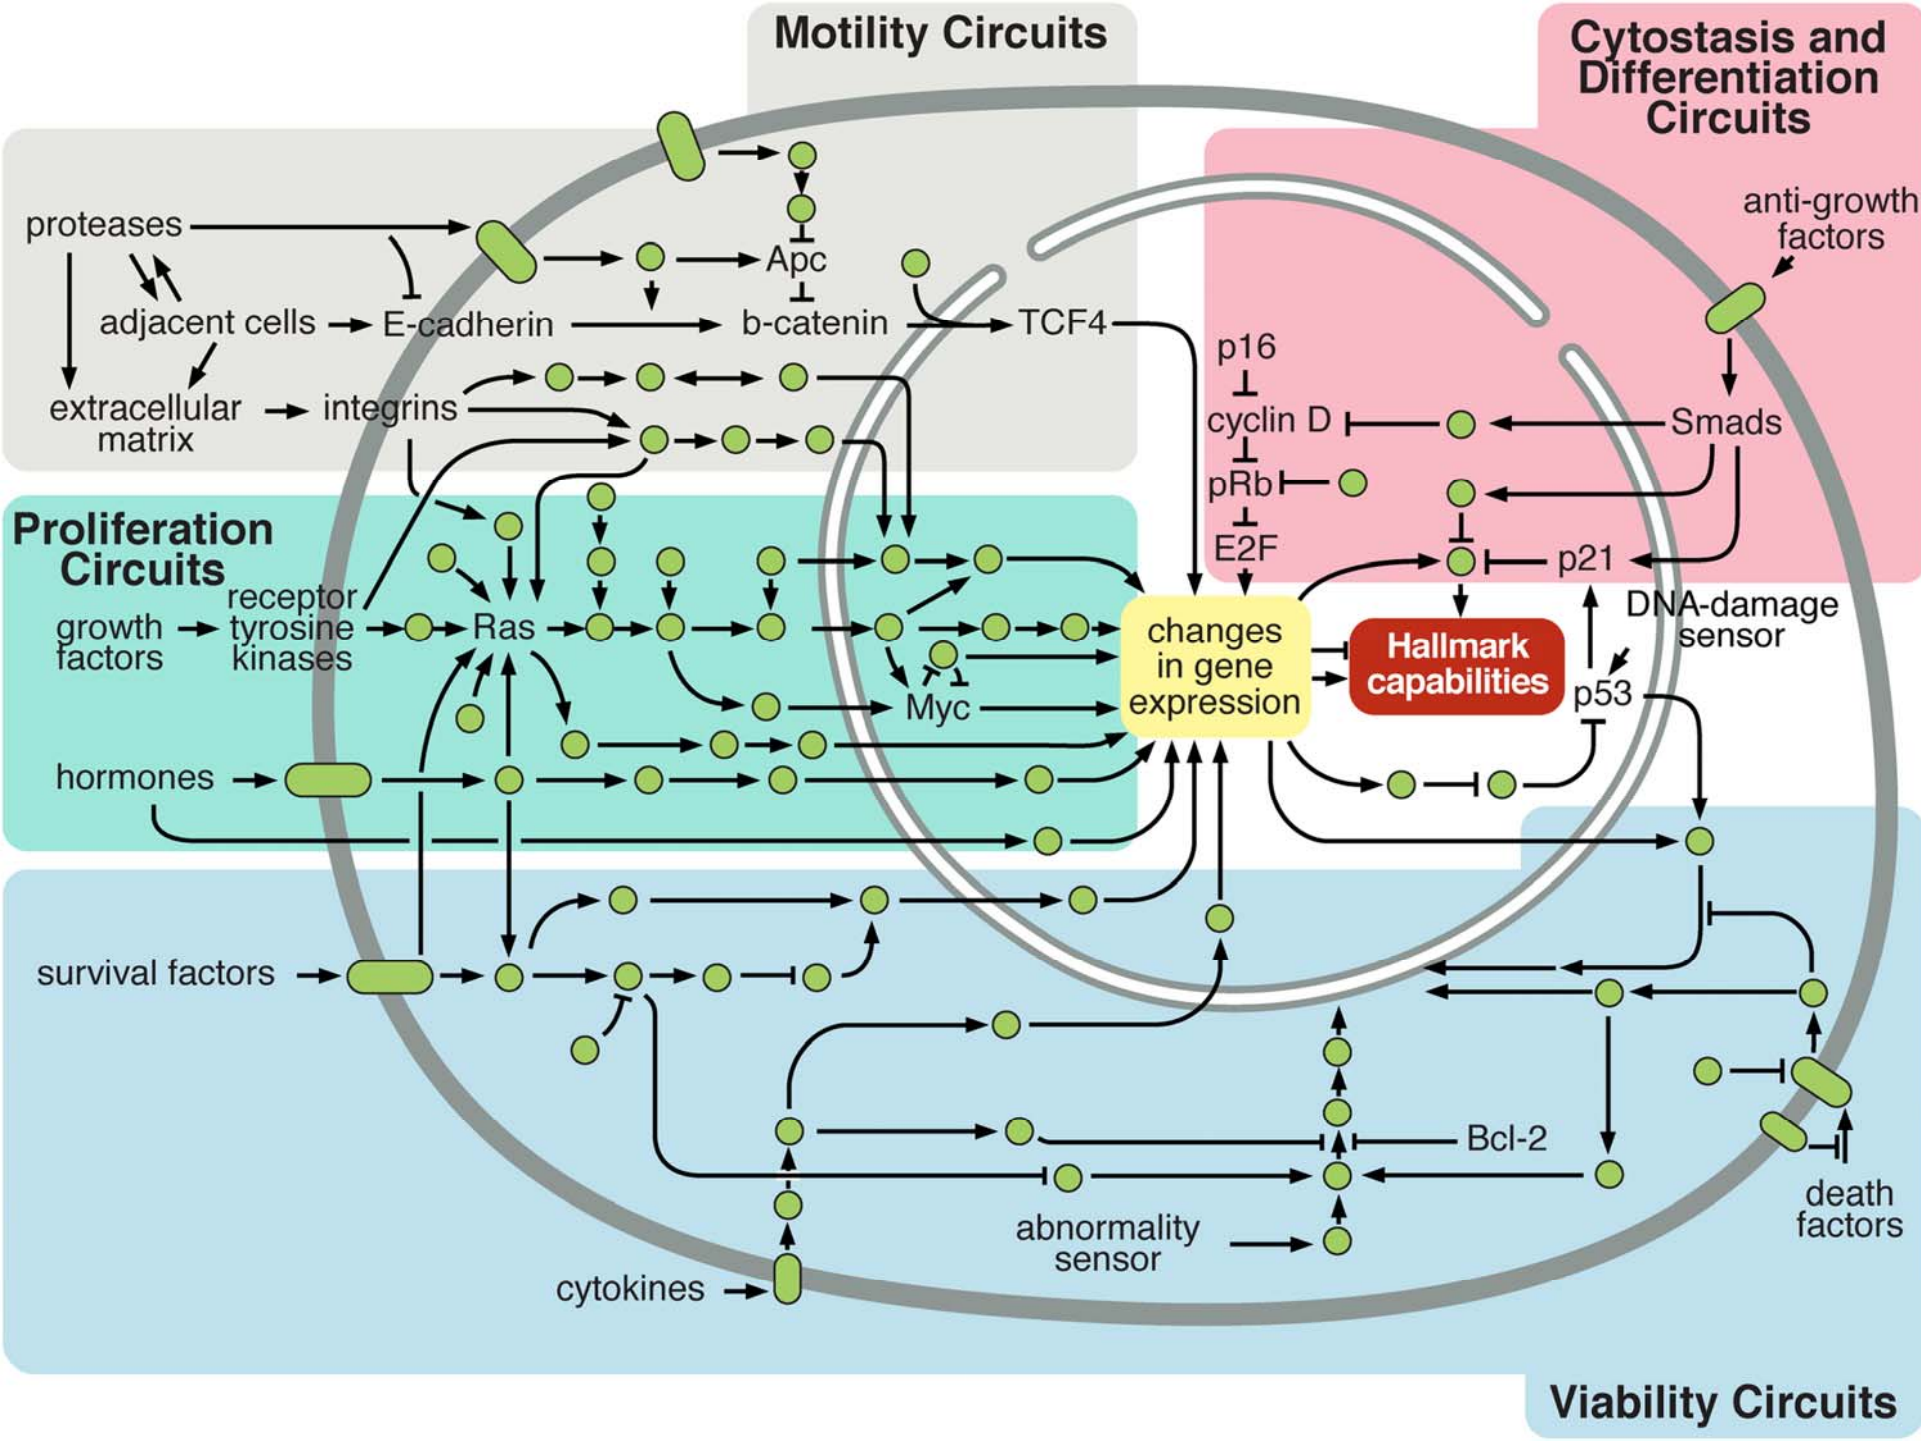 Motility Circuits
Cytostasis and
Differentiation
Circuits
anti-growth
factors
proteases
Apc
adjacent cells
E-cadherin
b-catenin
TCF4
p16
extracellular
matrix
integrins
cyclin D
Smads
pRb
E2F
p21
Proliferation
Circuits
growth
factors
receptor
tyrosine
kinases
Ras
Myc
changes
in gene
expression
Hallmark
capabilities
DNA-damage
sensor
p53
hormones
survival factors
Bcl-2
abnormality
sensor
death
factors
cytokines
Viability Circuits